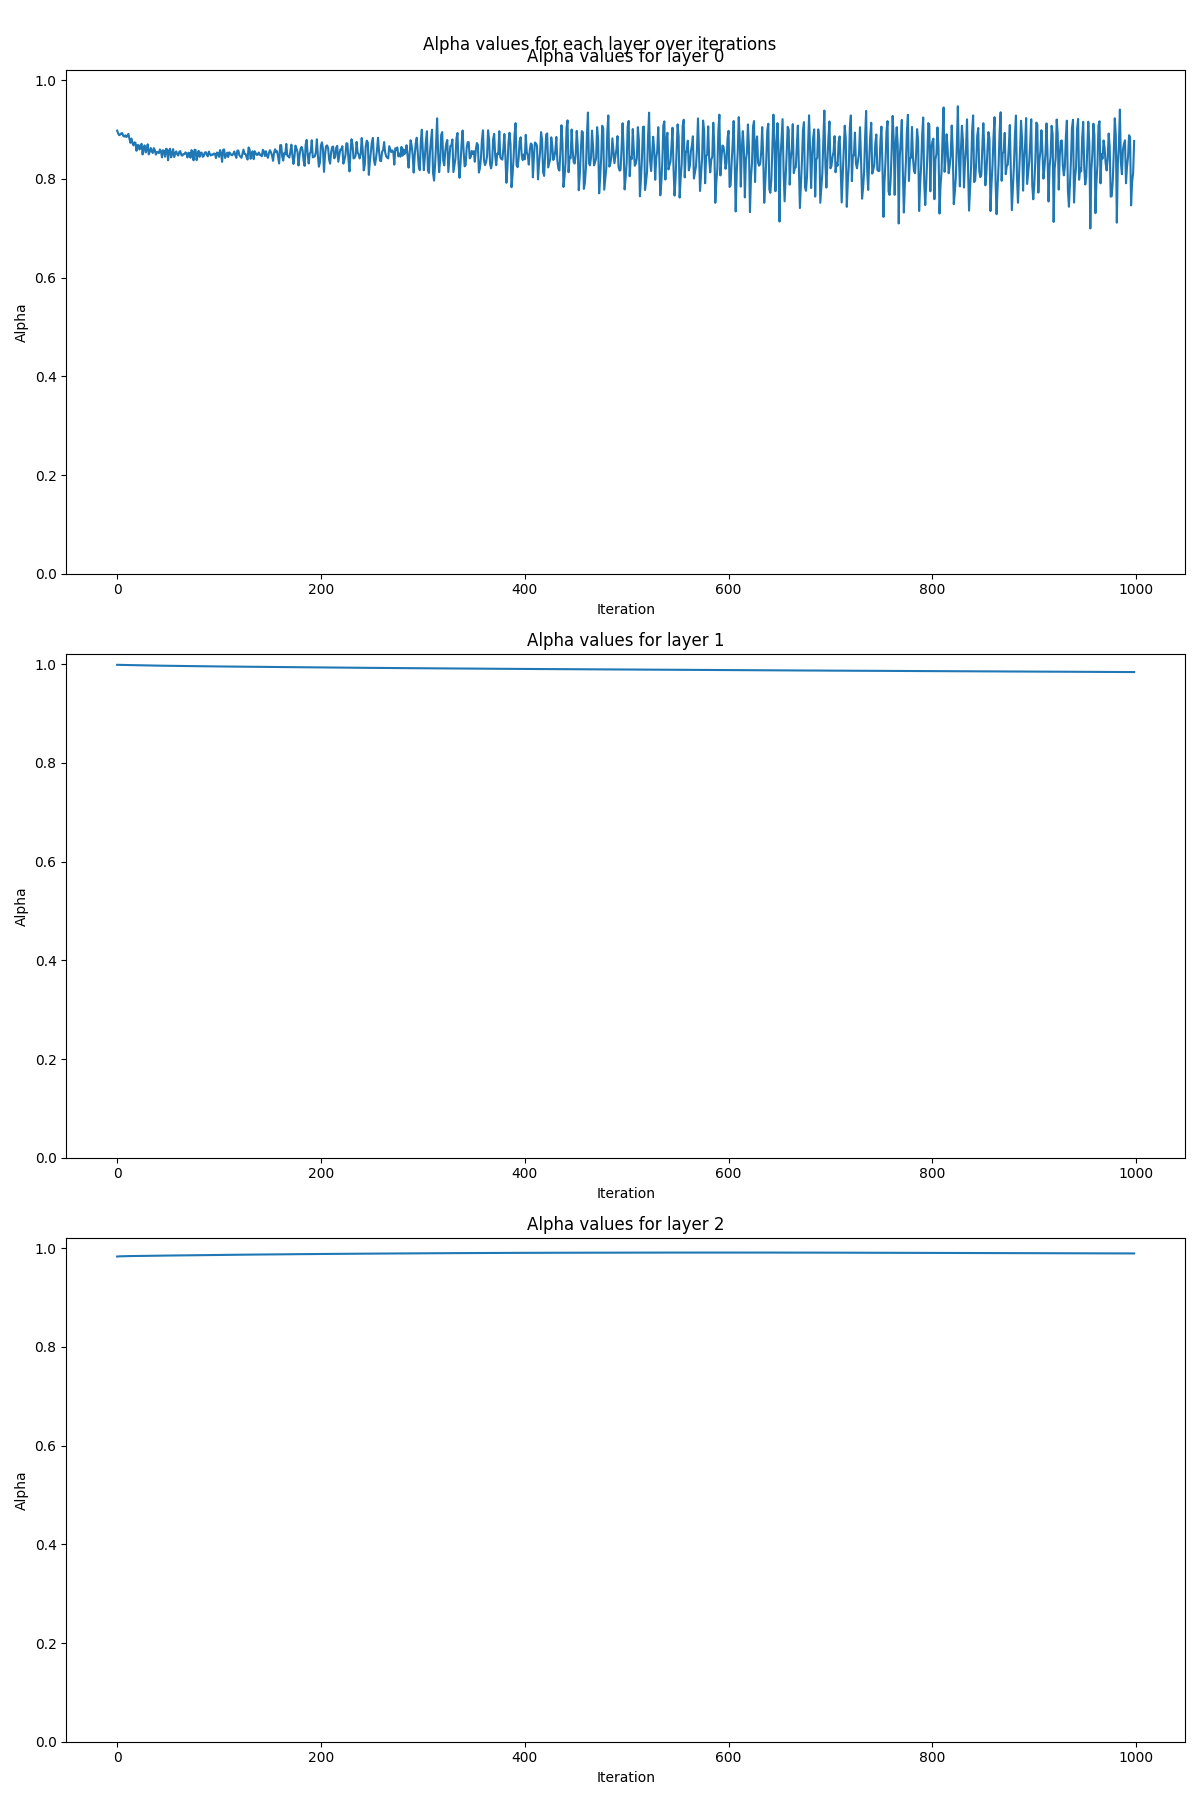 Alpha values for each layer over iterations
Alpha values for layer 0
1.0
0.8
0.6
0.4
0.2
0.0
Alpha
0 200 400 600 800 1000
Iteration
Alpha values for layer 1
1.0
0.8
0.6
0.4
0.2
0.0
Alpha
0 200 400 600 800 1000
Iteration
Alpha values for layer 2
1.0
0.8
0.6
0.4
0.2
0.0
Alpha
0 200 400 600 800 1000
Iteration